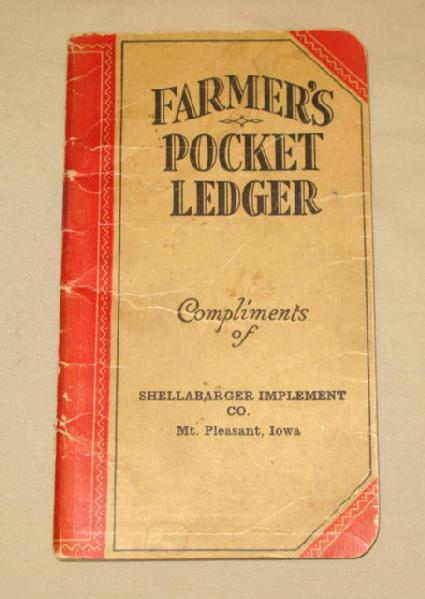 FARMER'S
POCKET
LEDGER
Compliments
of
SHELLABARGER IMPLEMENT
CO.
Mt. Pleasant, Iowa